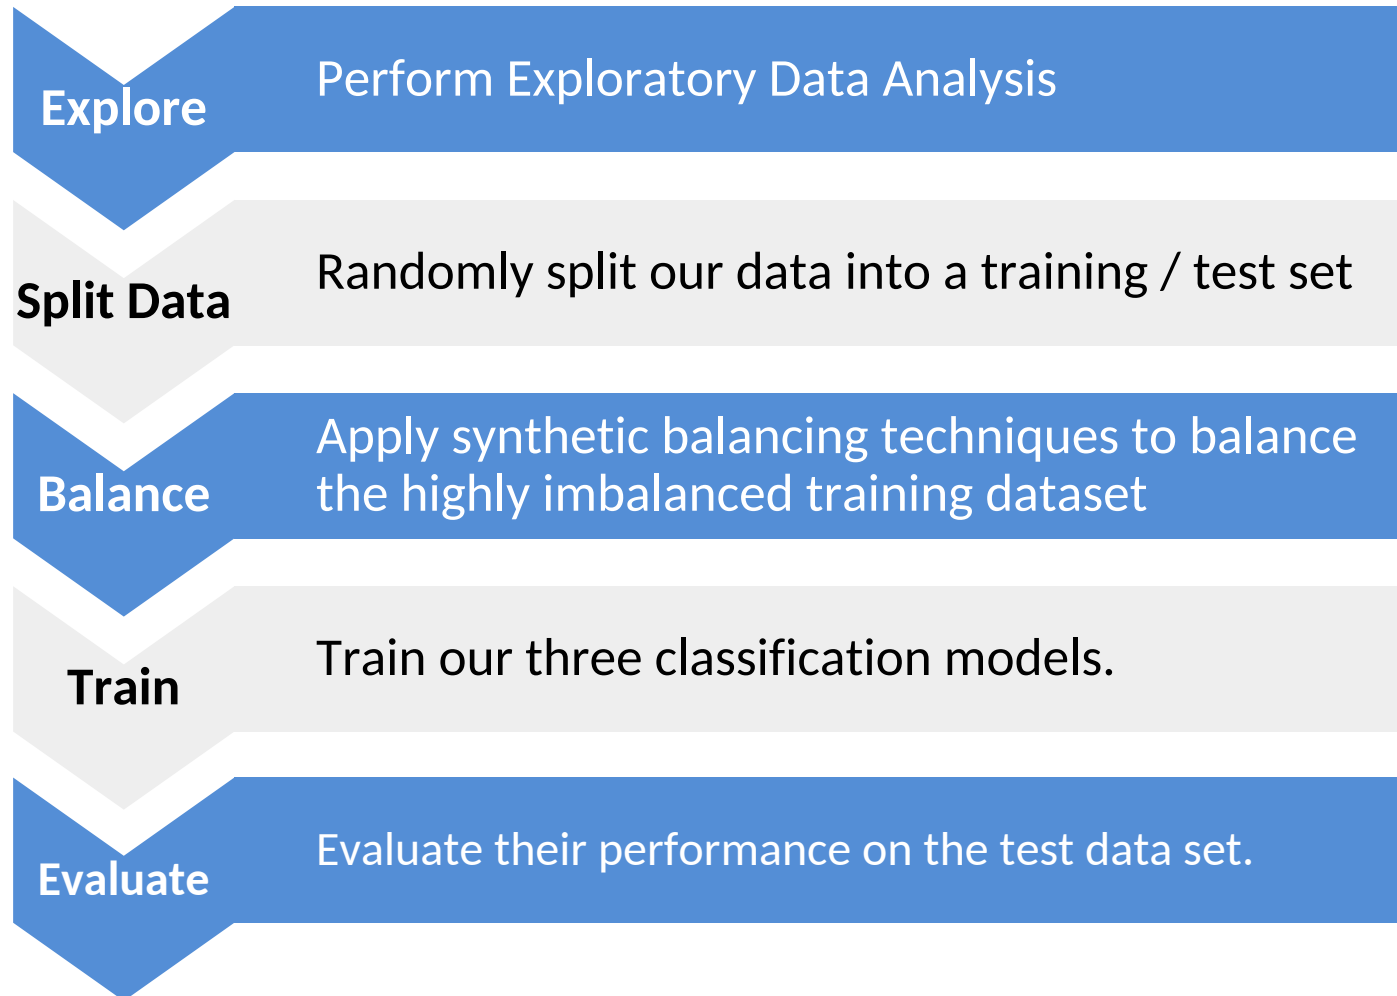 Explore
Perform Exploratory Data Analysis
Split Data
Randomly split our data into a training / test set
Balance
Apply synthetic balancing techniques to balance
the highly imbalanced training dataset
Train
Train our three classification models.
Evaluate
Evaluate their performance on the test data set.